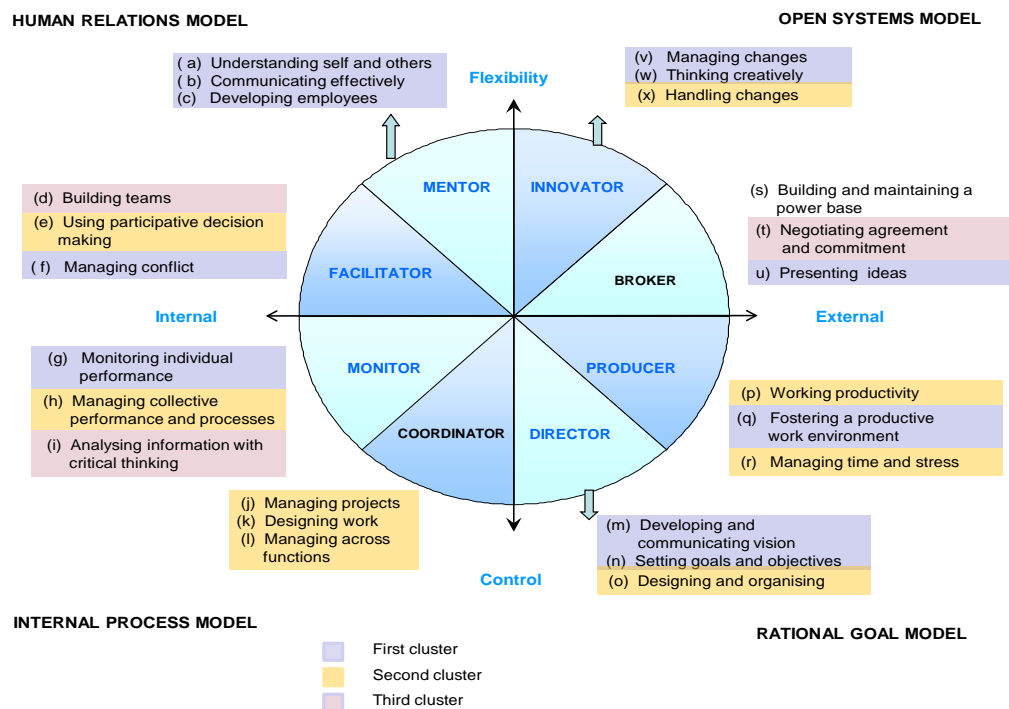 HUMAN RELATIONS MODEL
OPEN SYSTEMS MODEL
( a) Understanding self and others
( b) Communicating effectively
(c) Developing employees
Flexibility
(v) Managing changes
(w) Thinking creatively
(x) Handling changes
MENTOR
INNOVATOR
(d) Building teams
(e) Using participative decision
making
( f) Managing conflict
(s) Building and maintaining a
power base
(t) Negotiating agreement
and commitment
u) Presenting ideas
FACILITATOR
BROKER
Internal
External
(g) Monitoring individual
performance
(h) Managing collective
performance and processes
(i) Analysing information with
critical thinking
MONITOR
PRODUCER
COORDINATOR
DIRECTOR
(p) Working productivity
(q) Fostering a productive
work environment
(r) Managing time and stress
(j) Managing projects
(k) Designing work
(l) Managing across
functions
(m) Developing and
communicating vision
(n) Setting goals and objectives
(o) Designing and organising
Control
INTERNAL PROCESS MODEL
RATIONAL GOAL MODEL
First cluster
Second cluster
Third cluster